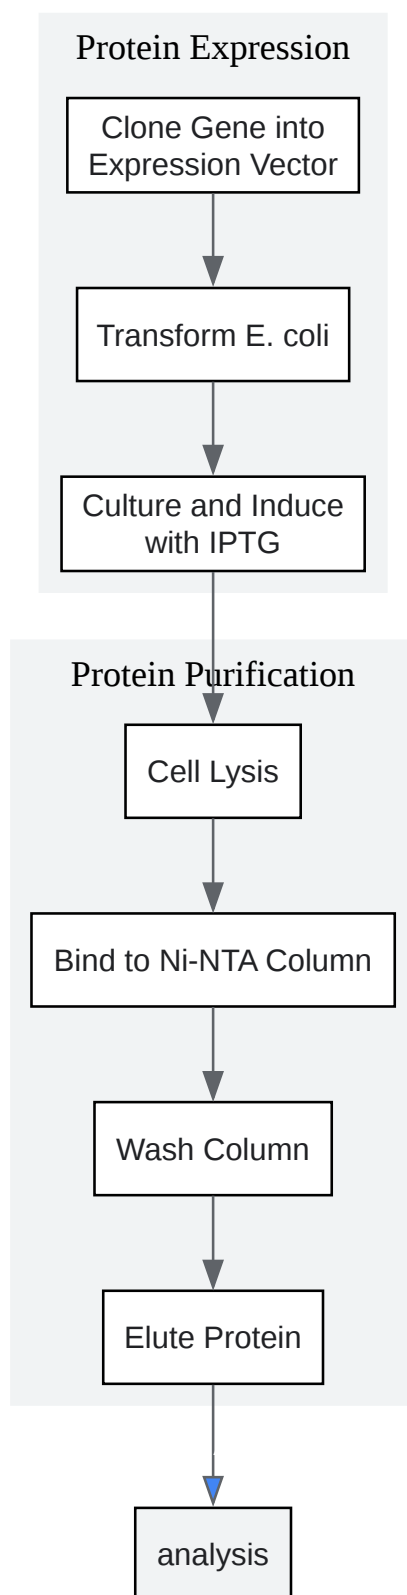 Protein Expression
Clone Gene into
Expression Vector
Transform E. coli
Culture and Induce
with IPTG
Protein Purification
Cell Lysis
Bind to Ni-NTA Column
Wash Column
Elute Protein
analysis